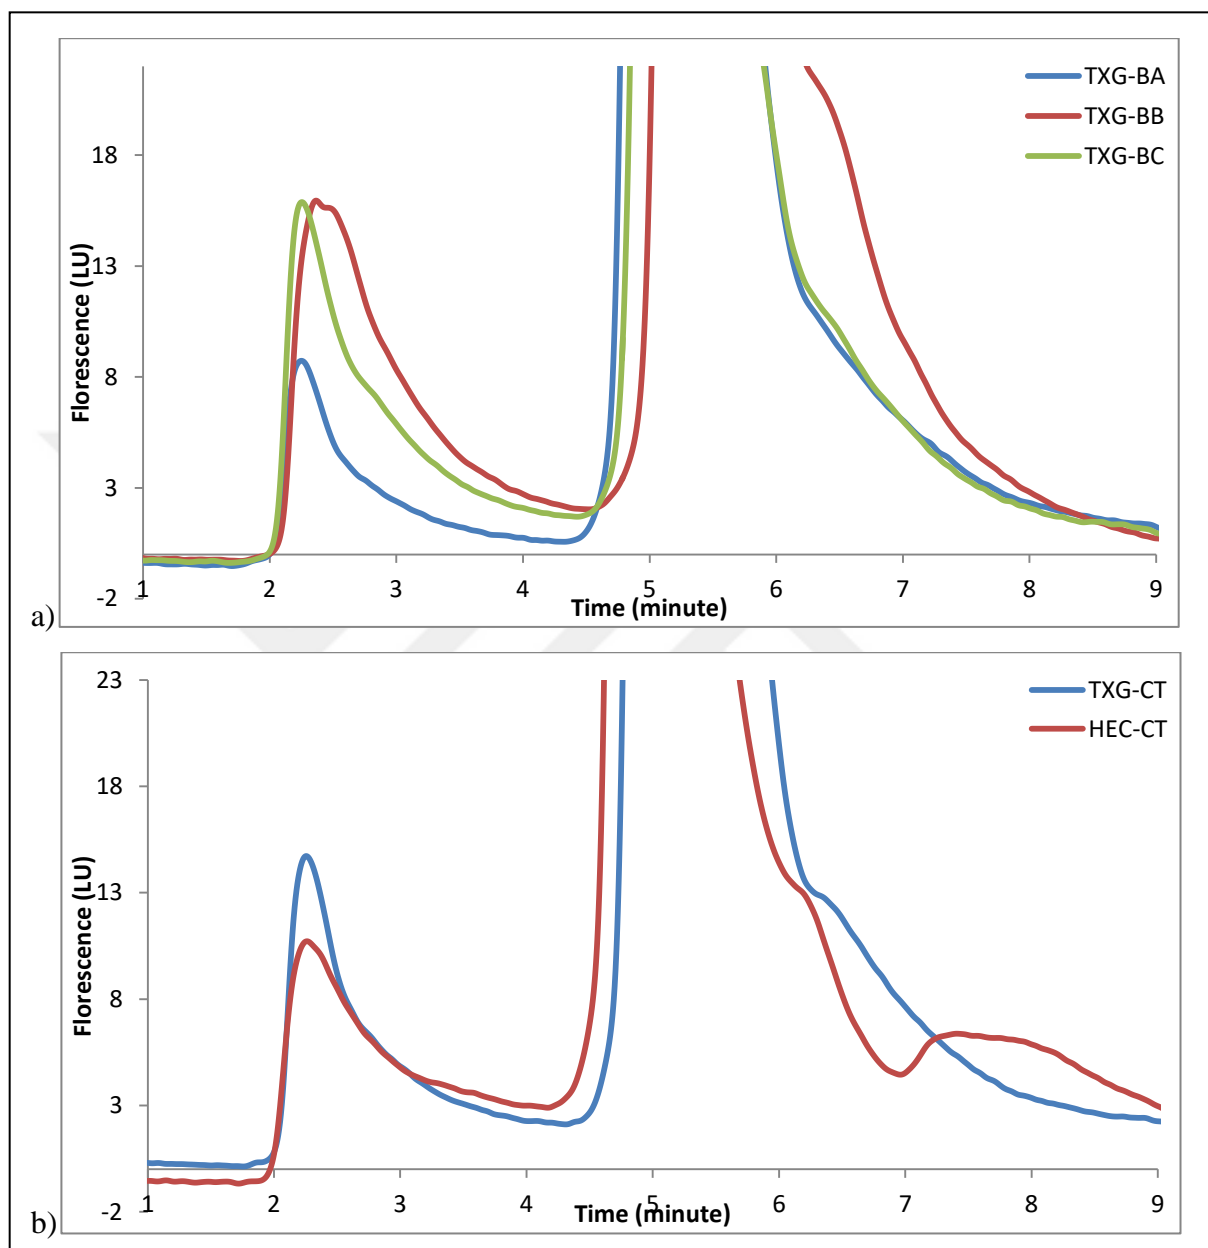 TXG-BA
TXG-BB
TXG-BC
18
13
8
3
-2
Florescence (LU)
1 2 3 4 5 6 7 8 9
Time (minute)
a)
23
18
13
8
3
-2
TXG-CT
HEC-CT
Florescence (LU)
1 2 3 4 5 6 7 8 9
Time (minute)
b)